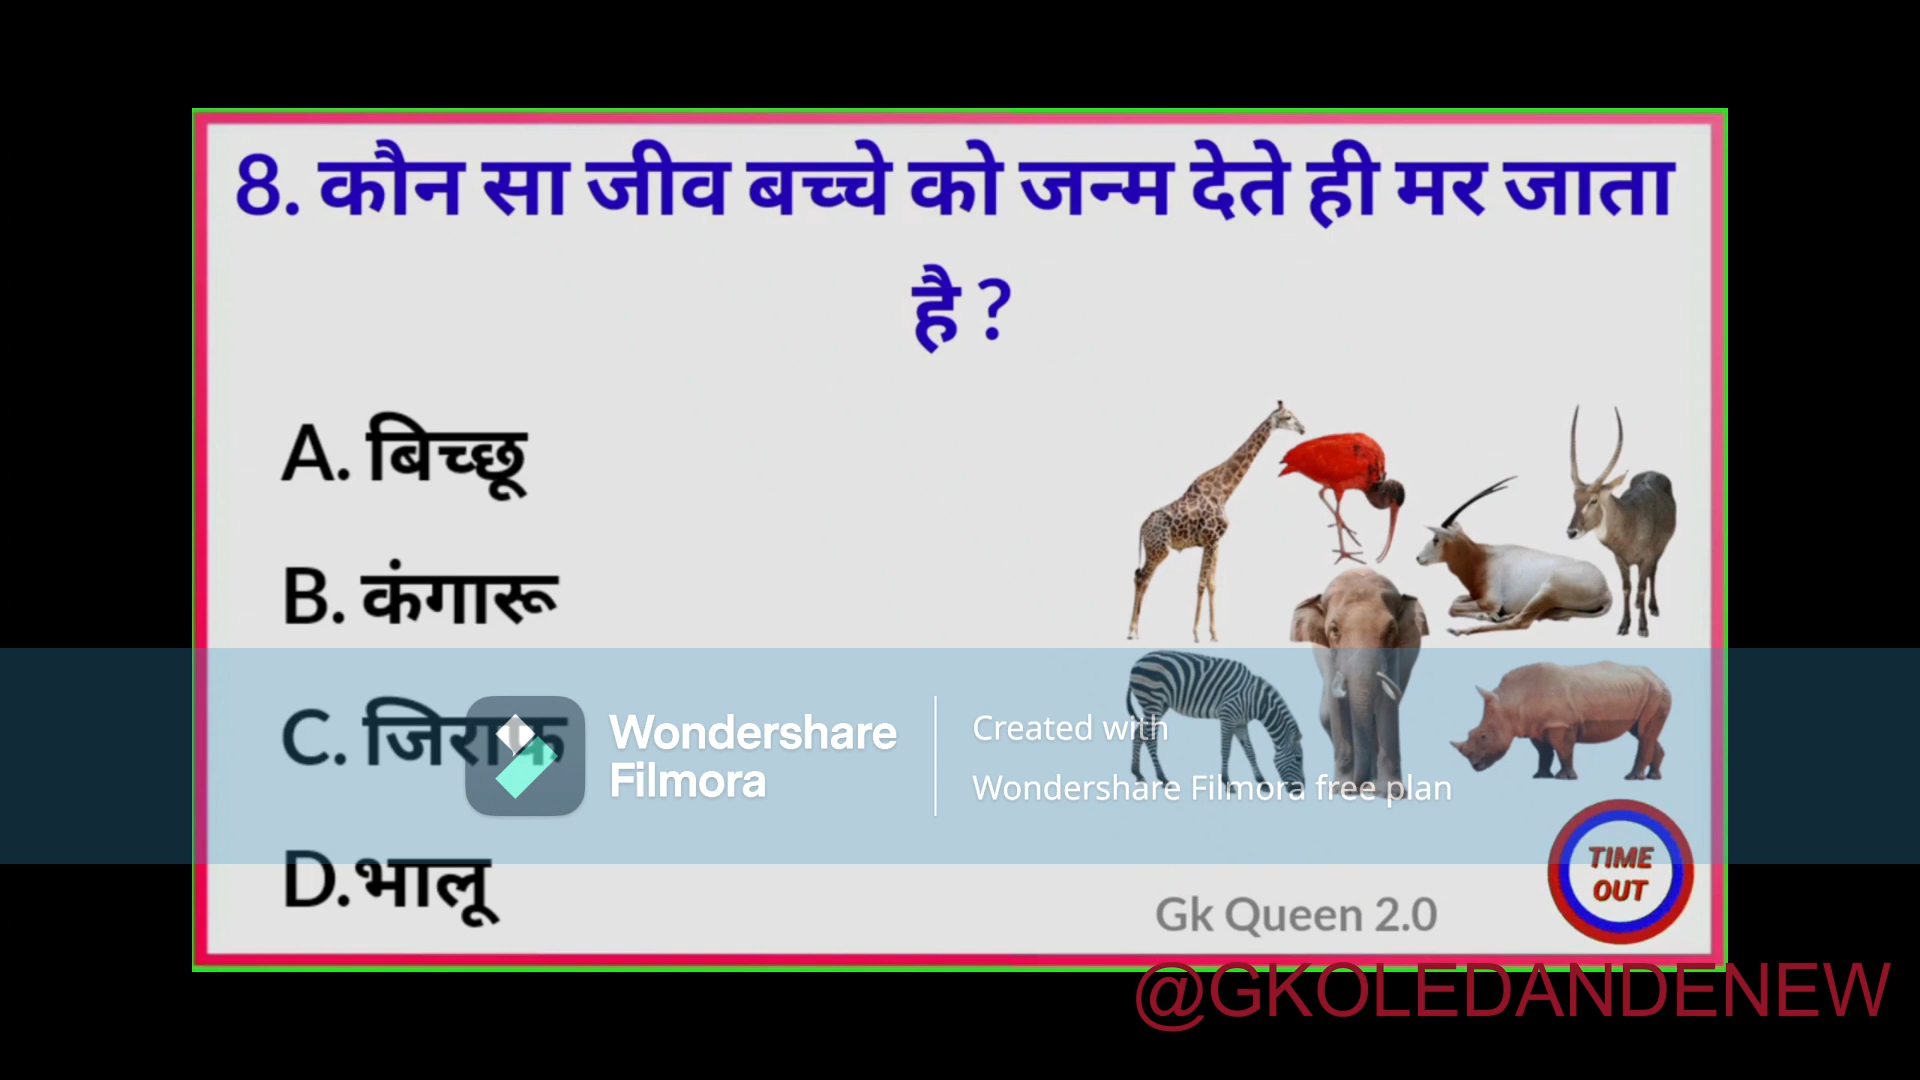 8. कौन सा जीव बच्चे को जन्म देते ही मर जाता
है ?
A. बिच्छू
B. कंगारू
C. जिराफ
D.भालू
Wondershare
Filmora
Created with
Wondershare Filmora free plan
TIME
OUT
Gk Queen 2.0
@GKOLEDANDENEW